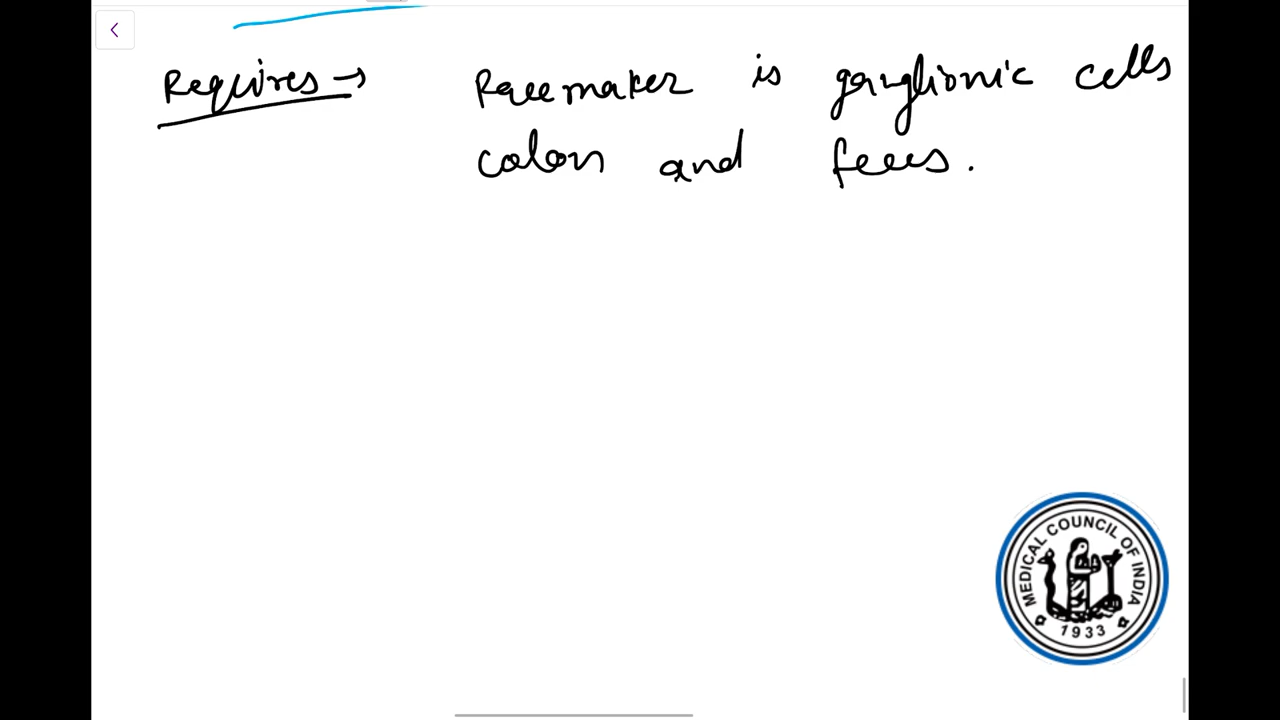 Requires → Pacemaker is ganglionic cells
colon and feces.
MEDICAL COUNCIL OF INDIA
1933